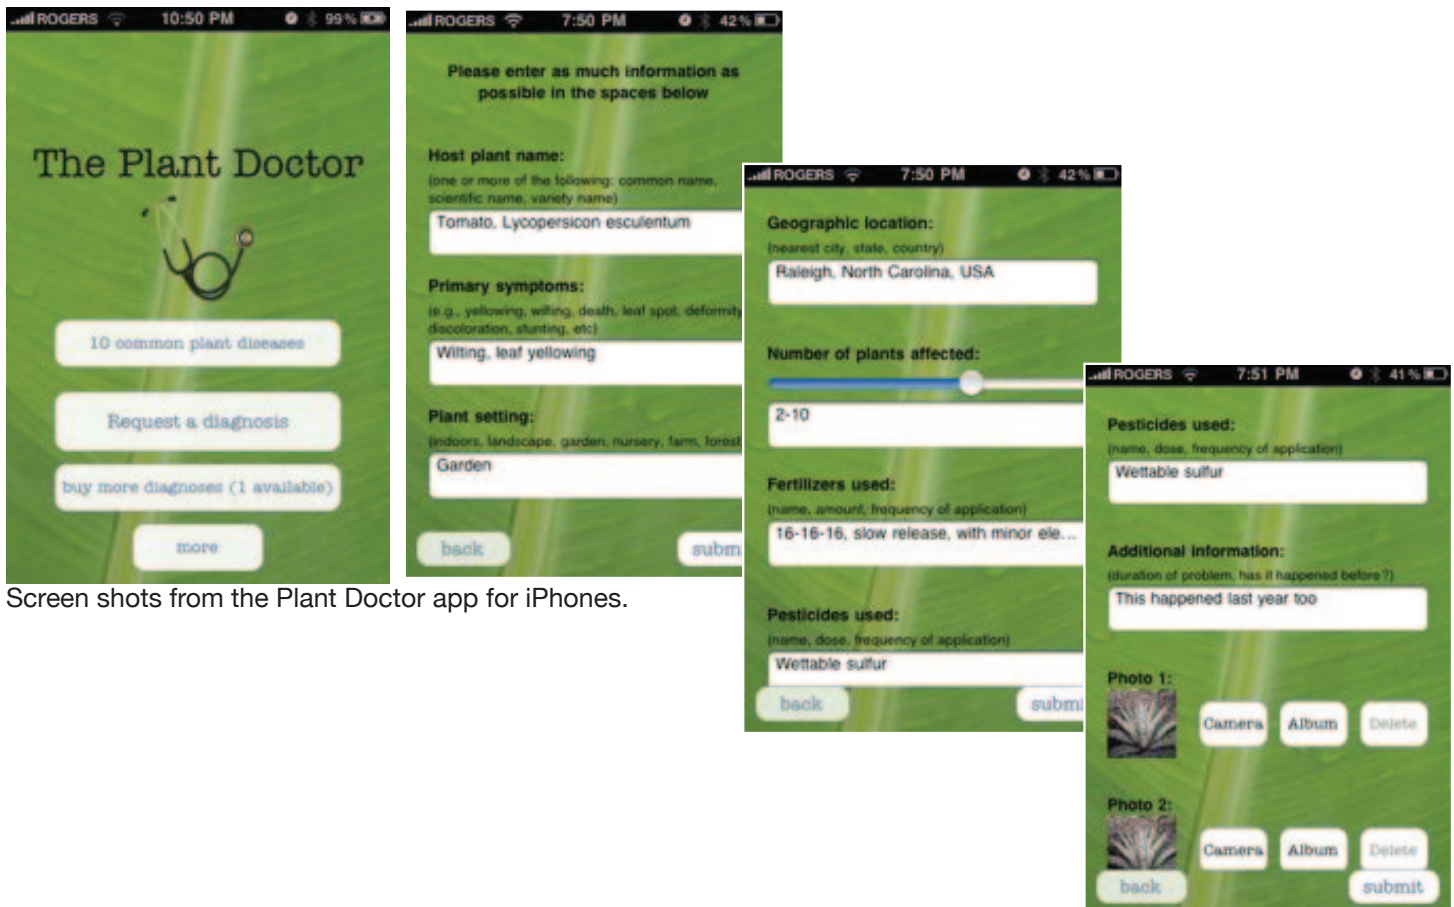 ROGERS 10:50 PM 99%
The Plant Doctor
10 common plant diseases
Request a diagnosis
buy more diagnoses (1 available)
more
ROGERS 7:50 PM 42%
Please enter as much information as
possible in the spaces below
Host plant name:
(one or more of the following: common name,
scientific name, variety name)
Tomato, Lycopersicon esculentum
Primary symptoms:
(e.g., yellowing, wilting, death, leaf spot, deformity
discoloration, stunting, etc)
Wilting, leaf yellowing
Plant setting:
(indoors, landscape, garden, nursery, farm, forest
Garden
back subm
Screen shots from the Plant Doctor app for iPhones.
ROGERS 7:50 PM 42%
Geographic location:
(nearest city, state, country)
Raleigh, North Carolina, USA
Number of plants affected:
2-10
Fertilizers used:
(name, amount, frequency of application)
16-16-16, slow release, with minor ele...
Pesticides used:
(name, dose, frequency of application)
Wettable sulfur
back submi
ROGERS 7:51 PM 41%
Pesticides used:
(name, dose, frequency of application)
Wettable sulfur
Additional information:
(duration of problem, has it happened before?)
This happened last year too
Photo 1:
Camera Album Delete
Photo 2:
Camera Album Delete
back submit